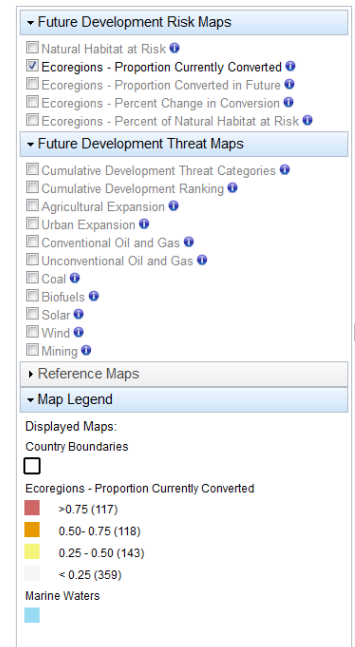 Future Development Risk Maps
Natural Habitat at Risk
Ecoregions - Proportion Currently Converted
Ecoregions - Proportion Converted in Future
Ecoregions - Percent Change in Conversion
Ecoregions - Percent of Natural Habitat at Risk
Future Development Threat Maps
Cumulative Development Threat Categories
Cumulative Development Ranking
Agricultural Expansion
Urban Expansion
Conventional Oil and Gas
Unconventional Oil and Gas
Coal
Biofuels
Solar
Wind
Mining
Reference Maps
Map Legend
Displayed Maps:
Country Boundaries
Ecoregions - Proportion Currently Converted
>0.75 (117)
0.50- 0.75 (118)
0.25 - 0.50 (143)
< 0.25 (359)
Marine Waters